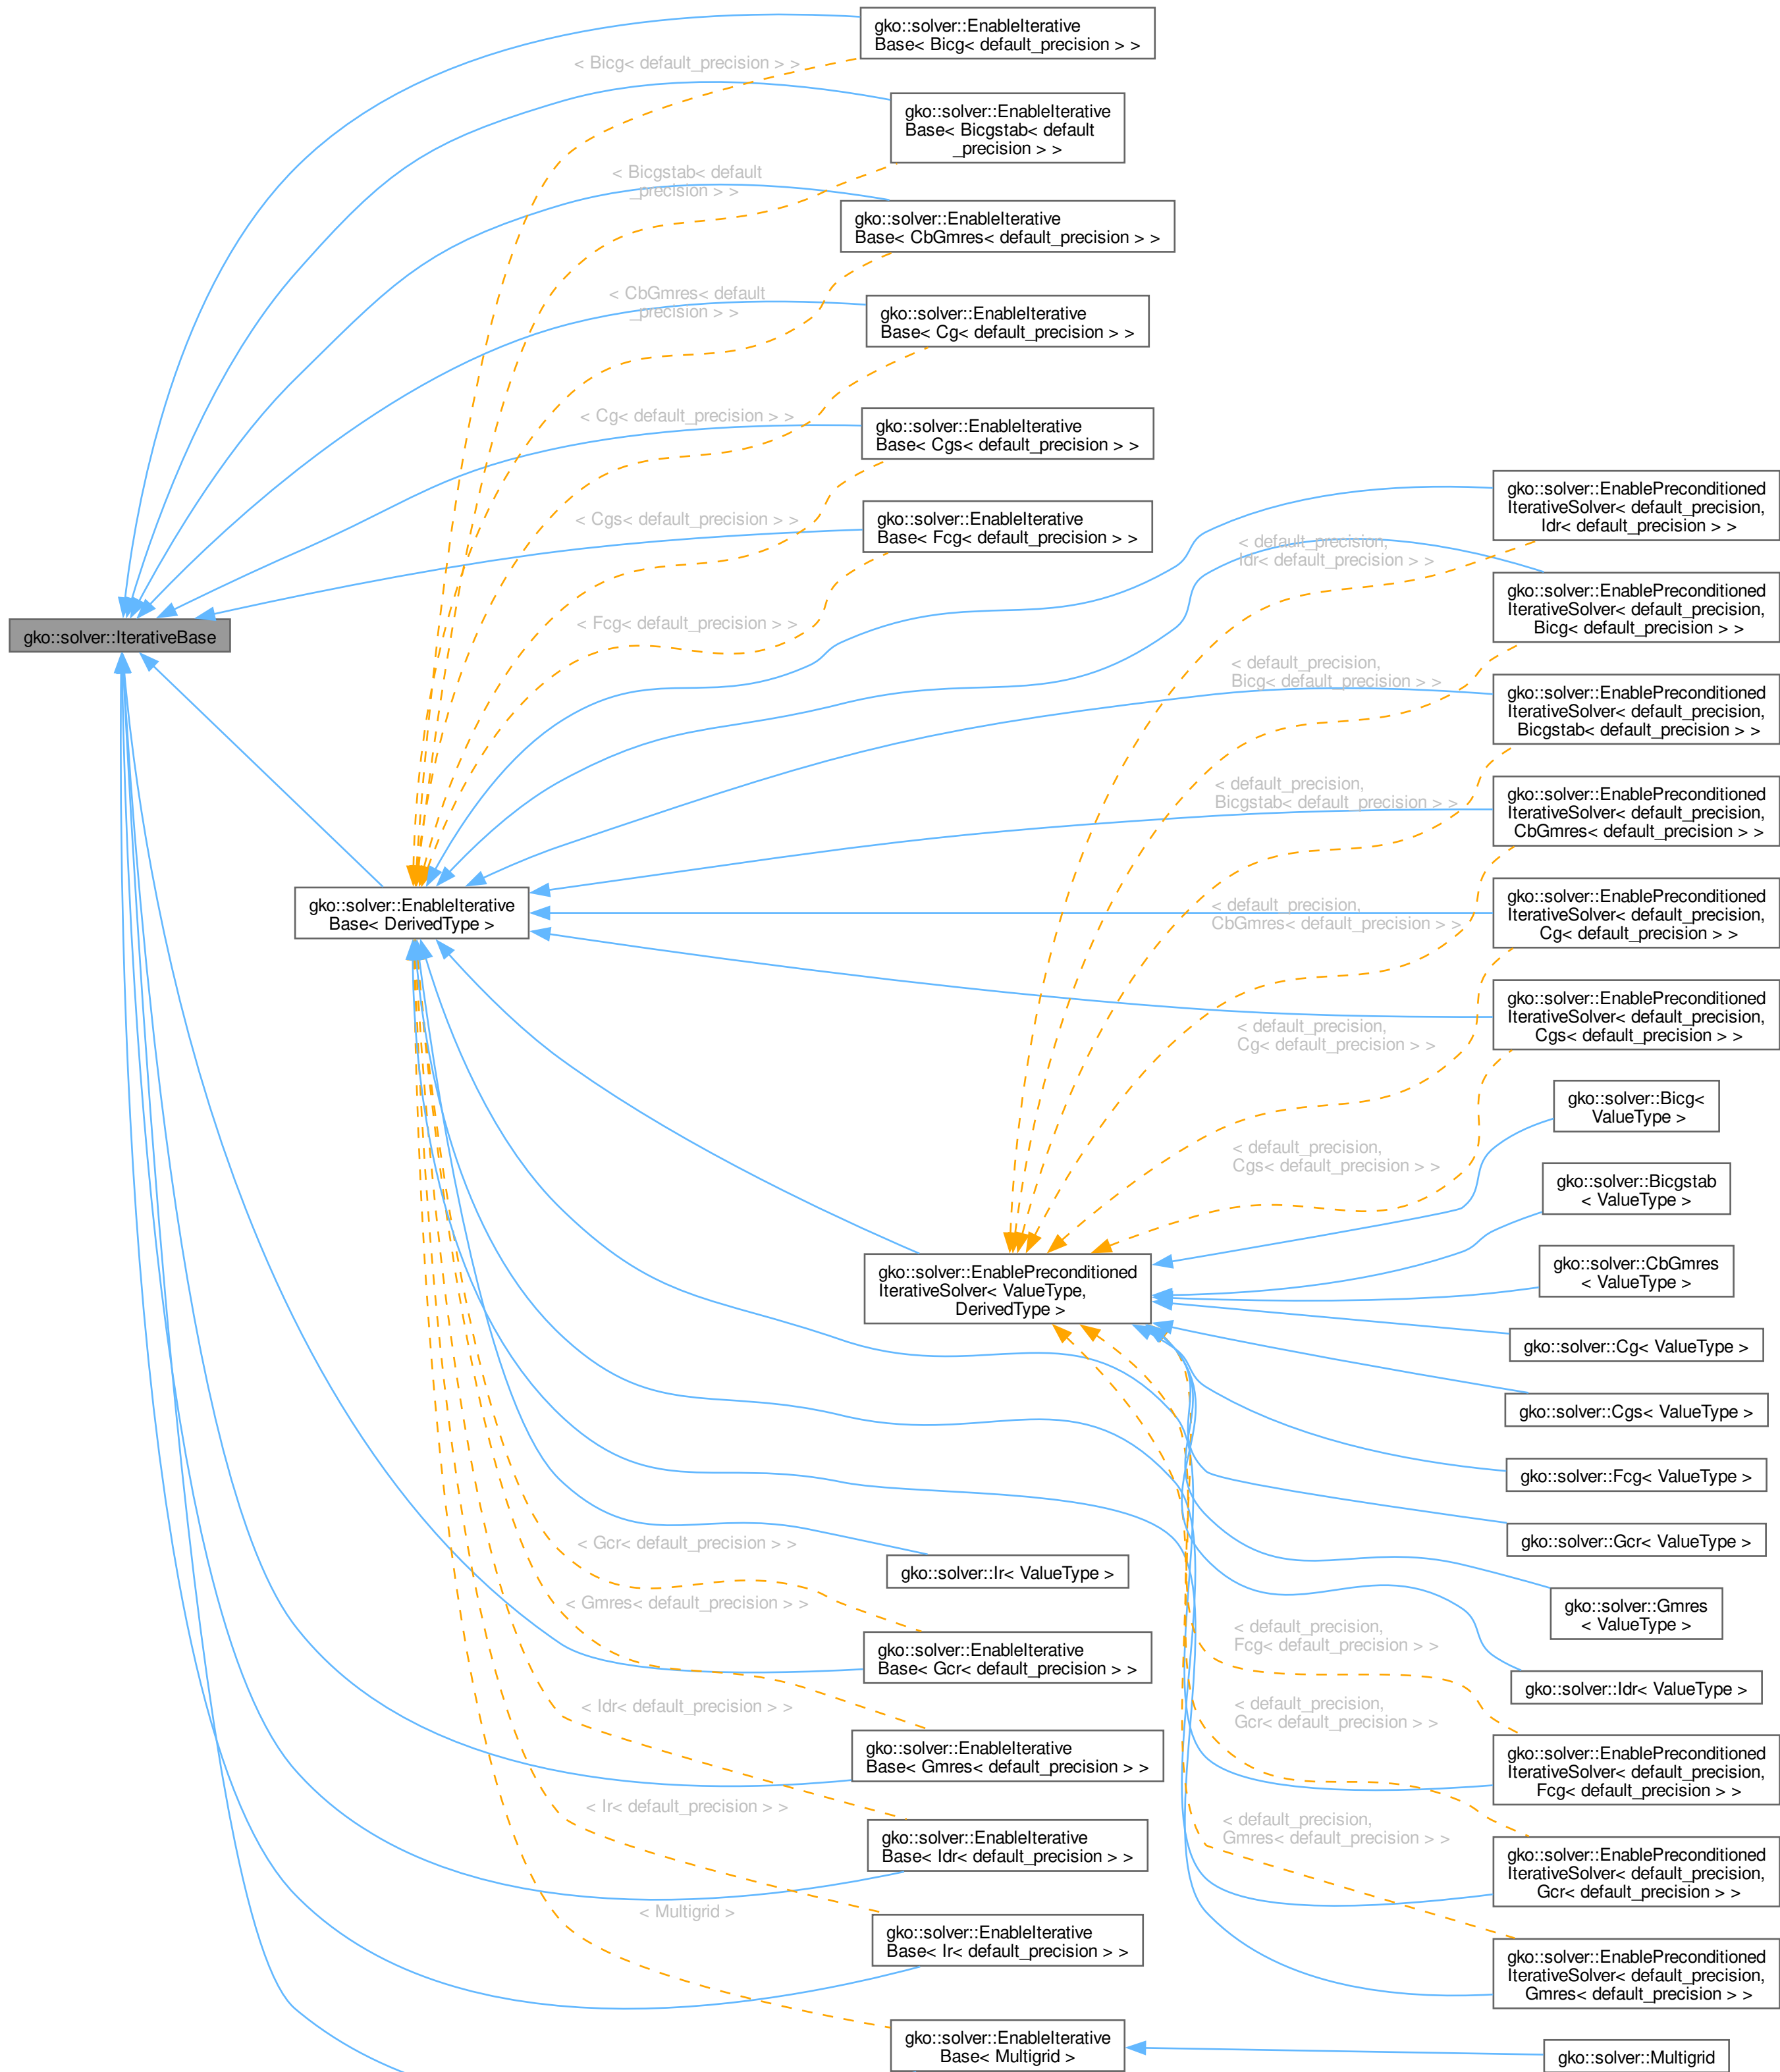 gko::solver::IterativeBase
gko::solver::EnableIterative
Base< DerivedType >
< Bicg< default_precision > >
< Bicgstab< default
_precision > >
< CbGmres< default
_precision > >
< Cg< default_precision > >
< Cgs< default_precision > >
< Fcg< default_precision > >
< Gcr< default_precision > >
< Gmres< default_precision > >
< Idr< default_precision > >
< Ir< default_precision > >
< Multigrid >
gko::solver::EnableIterative
Base< Bicg< default_precision > >
gko::solver::EnableIterative
Base< Bicgstab< default
_precision > >
gko::solver::EnableIterative
Base< CbGmres< default_precision > >
gko::solver::EnableIterative
Base< Cg< default_precision > >
gko::solver::EnableIterative
Base< Cgs< default_precision > >
gko::solver::EnableIterative
Base< Fcg< default_precision > >
gko::solver::EnablePreconditioned
IterativeSolver< ValueType,
DerivedType >
gko::solver::Ir< ValueType >
gko::solver::EnableIterative
Base< Gcr< default_precision > >
gko::solver::EnableIterative
Base< Gmres< default_precision > >
gko::solver::EnableIterative
Base< Idr< default_precision > >
gko::solver::EnableIterative
Base< Ir< default_precision > >
gko::solver::EnableIterative
Base< Multigrid >
< default_precision,
Idr< default_precision > >
< default_precision,
Bicg< default_precision > >
< default_precision,
Bicgstab< default_precision > >
< default_precision,
CbGmres< default_precision > >
< default_precision,
Cg< default_precision > >
< default_precision,
Cgs< default_precision > >
< default_precision,
Fcg< default_precision > >
< default_precision,
Gcr< default_precision > >
< default_precision,
Gmres< default_precision > >
gko::solver::EnablePreconditioned
IterativeSolver< default_precision,
Idr< default_precision > >
gko::solver::EnablePreconditioned
IterativeSolver< default_precision,
Bicg< default_precision > >
gko::solver::EnablePreconditioned
IterativeSolver< default_precision,
Bicgstab< default_precision > >
gko::solver::EnablePreconditioned
IterativeSolver< default_precision,
CbGmres< default_precision > >
gko::solver::EnablePreconditioned
IterativeSolver< default_precision,
Cg< default_precision > >
gko::solver::EnablePreconditioned
IterativeSolver< default_precision,
Cgs< default_precision > >
gko::solver::Bicg<
ValueType >
gko::solver::Bicgstab
< ValueType >
gko::solver::CbGmres
< ValueType >
gko::solver::Cg< ValueType >
gko::solver::Cgs< ValueType >
gko::solver::Fcg< ValueType >
gko::solver::Gcr< ValueType >
gko::solver::Gmres
< ValueType >
gko::solver::Idr< ValueType >
gko::solver::EnablePreconditioned
IterativeSolver< default_precision,
Fcg< default_precision > >
gko::solver::EnablePreconditioned
IterativeSolver< default_precision,
Gcr< default_precision > >
gko::solver::EnablePreconditioned
IterativeSolver< default_precision,
Gmres< default_precision > >
gko::solver::Multigrid